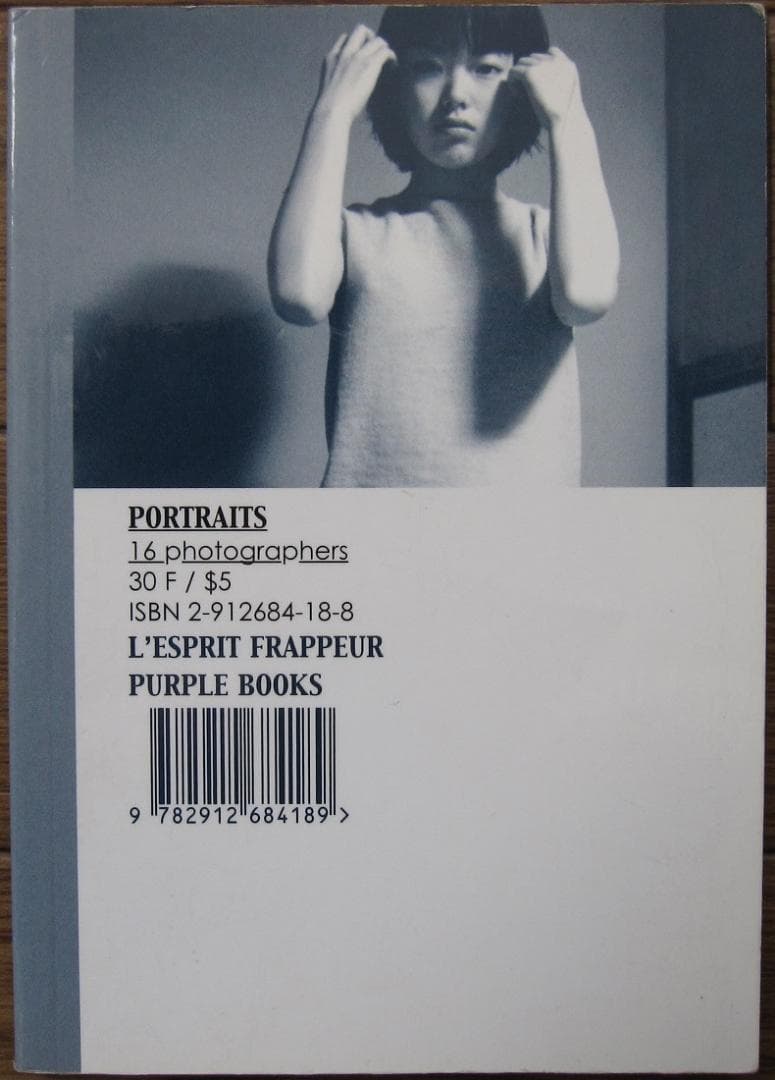 PORTRAITS
16 photographers
30 F / $5
ISBN 2-912684-18-8
L'ESPRIT FRAPPEUR
PURPLE BOOKS
9 782912 684189 >